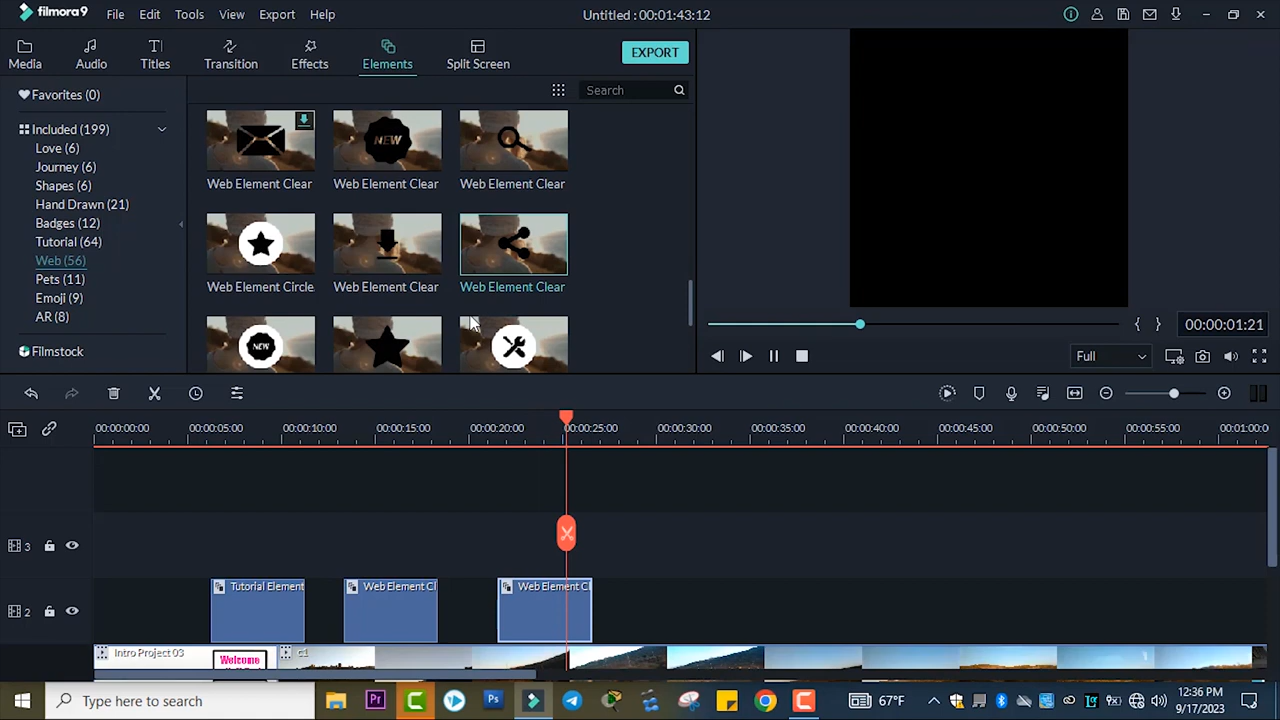 filmora9 File Edit Tools View Export Help Untitled : 00:01:43:12
Media Audio Titles Transition Effects Elements Split Screen EXPORT
Favorites (0)
Search
Included (199)
Love (6)
Journey (6)
Shapes (6)
Hand Drawn (21)
Badges (12)
Tutorial (64)
Web (56)
Pets (11)
Emoji (9)
AR (8)
Filmstock
NEW
Web Element Clear Web Element Clear Web Element Clear
Web Element Circle. Web Element Clear Web Element Clear
NEW
00:00:01:21
Full
00:00:00:00 00:00:05:00 00:00:10:00 00:00:15:00 00:00:20:00 00:00:25:00 00:00:30:00 00:00:35:00 00:00:40:00 00:00:45:00 00:00:50:00 00:00:55:00 00:01:00:0
3
Tutorial Element Web Element Cl Web Element Cl
2
Intro Project 03 Welcome c1
Type here to search Pr Ps 67°F 12:36 PM
9/17/2023